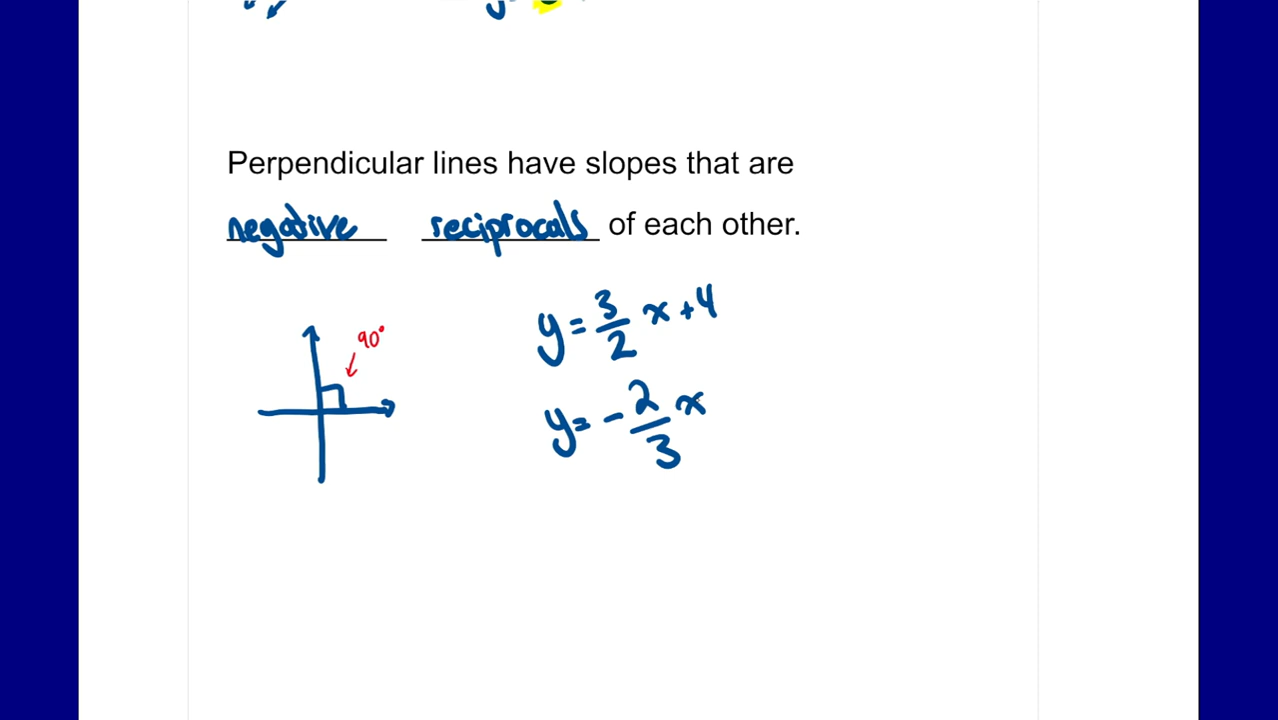 Perpendicular lines have slopes that are
negative reciprocals of each other.
90°
y = 3/2 x + 4
y = - 2/3 x